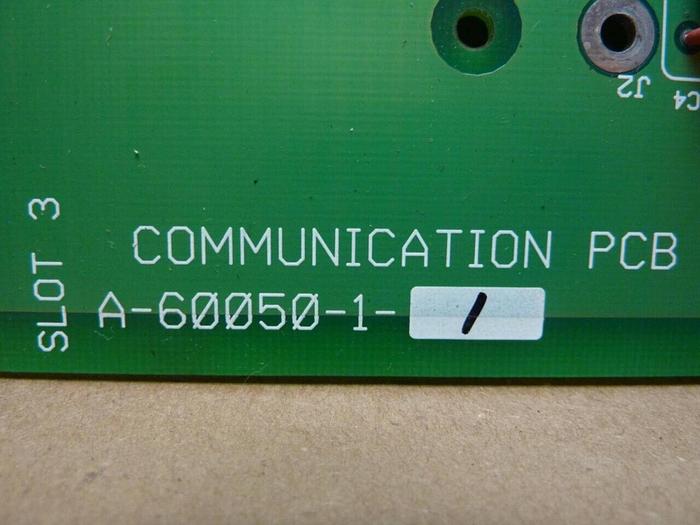 J2
C4
SLOT 3
COMMUNICATION PCB
A-60050-1-/